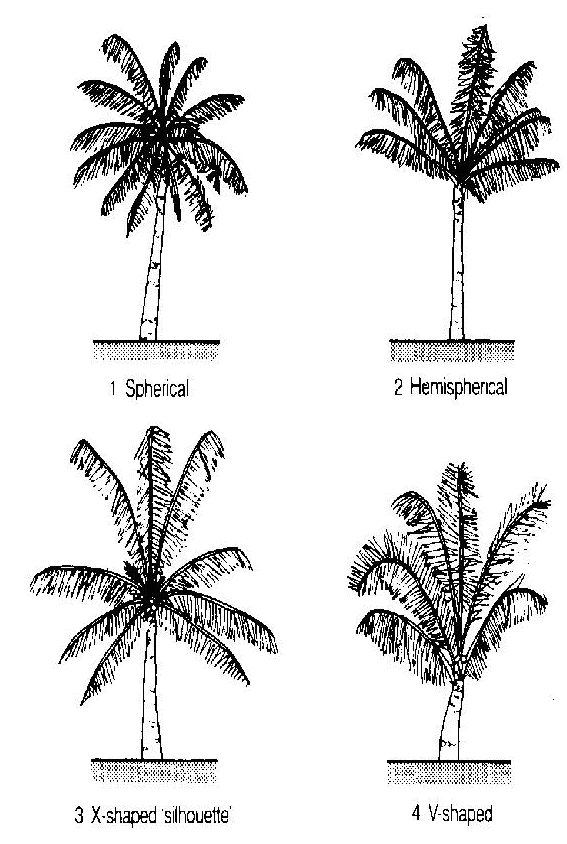 1 Spherical
2 Hemispherical
3 X-shaped 'silhouette'
4 V-shaped